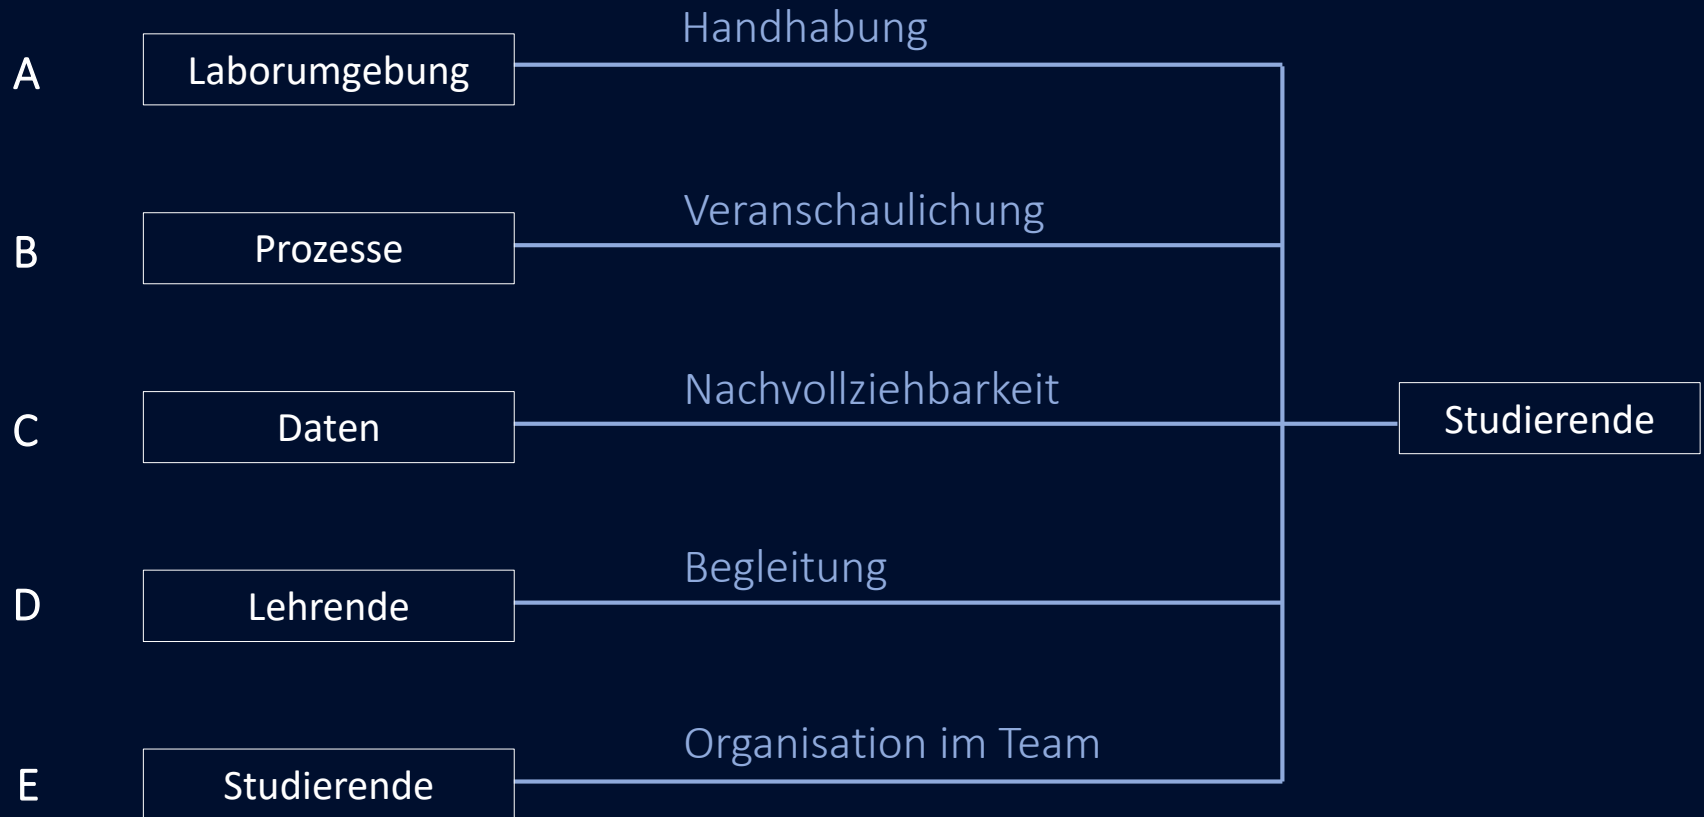 Handhabung
A
Laborumgebung
Veranschaulichung
B
Prozesse
Nachvollziehbarkeit
C
Daten
Studierende
Begleitung
D
Lehrende
Organisation im Team
E
Studierende